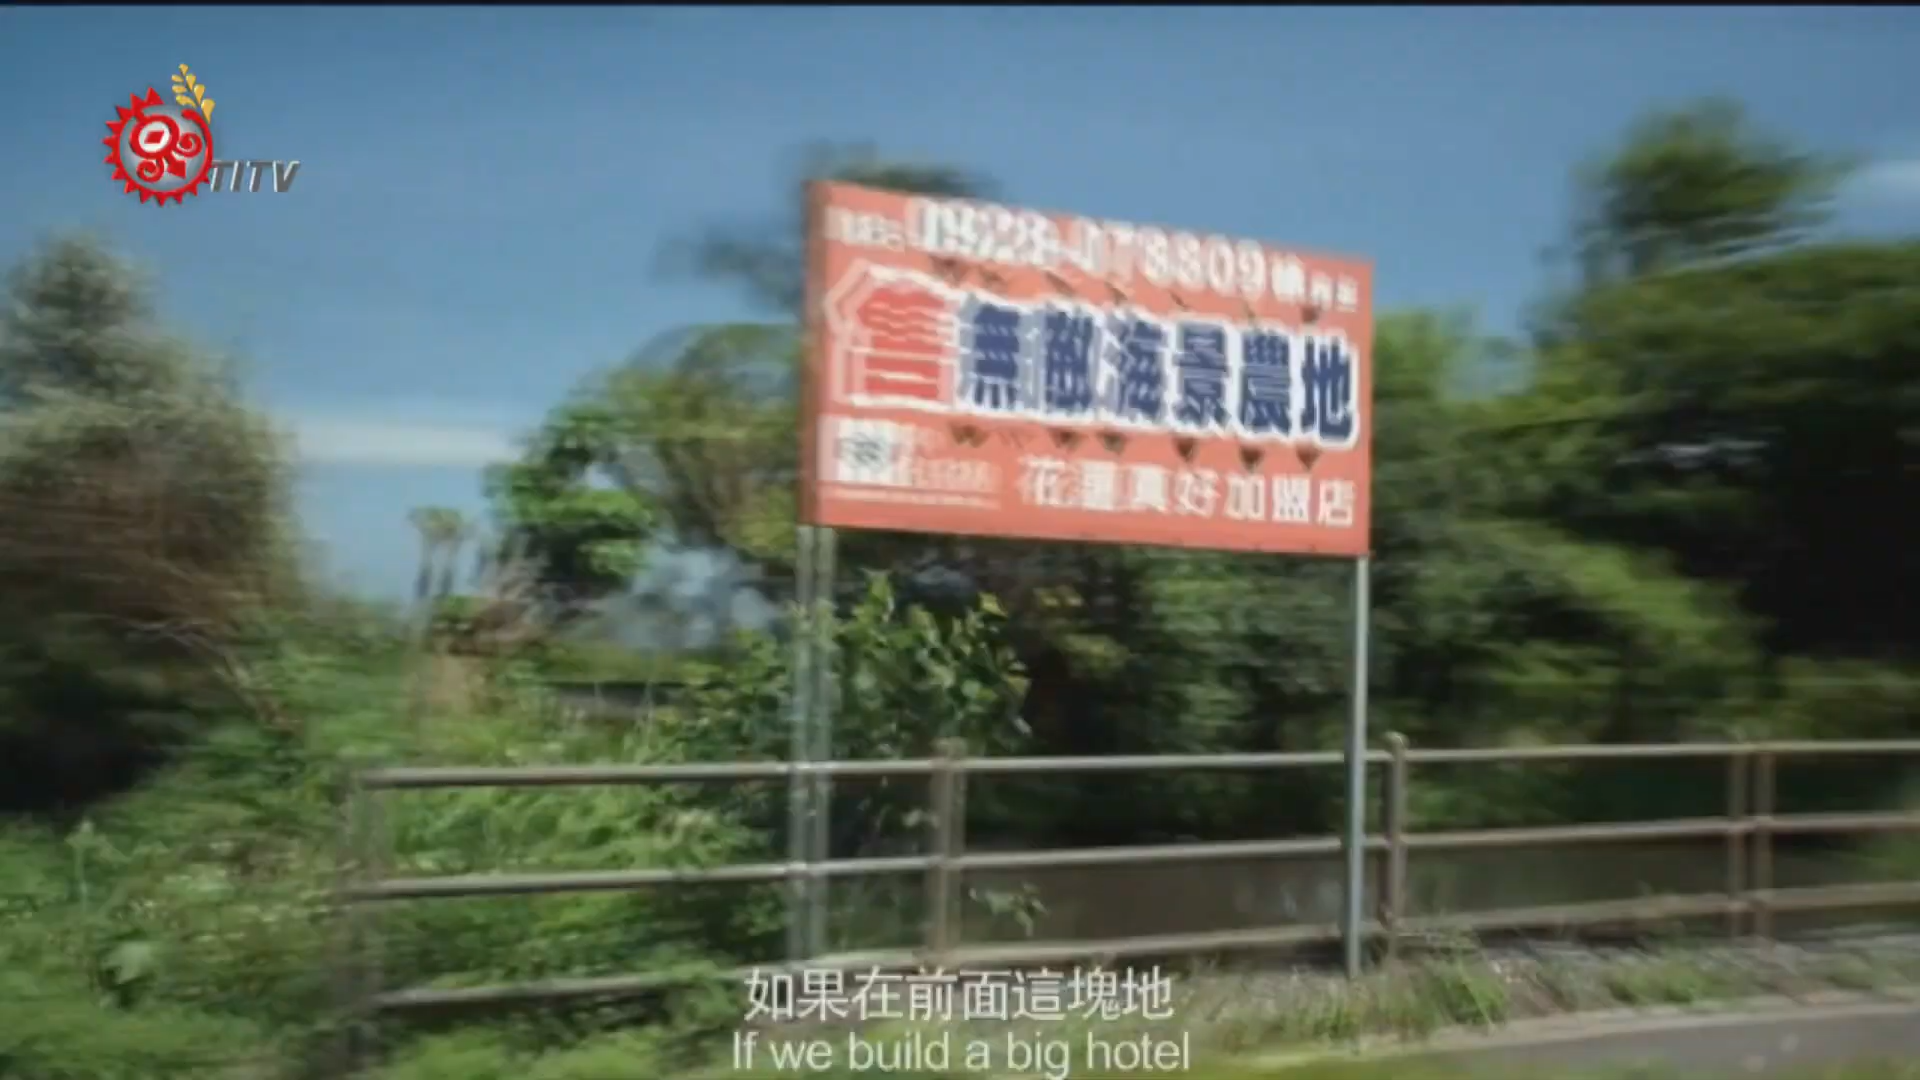 TITV
0928-078809
售 無敵海景農地
花蓮真好加盟店
如果在前面這塊地
If we build a big hotel